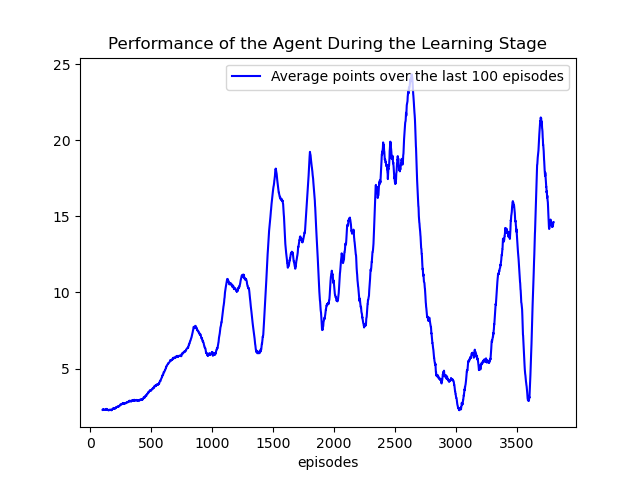 Performance of the Agent During the Learning Stage
Average points over the last 100 episodes
25
20
15
10
5
0 500 1000 1500 2000 2500 3000 3500
episodes